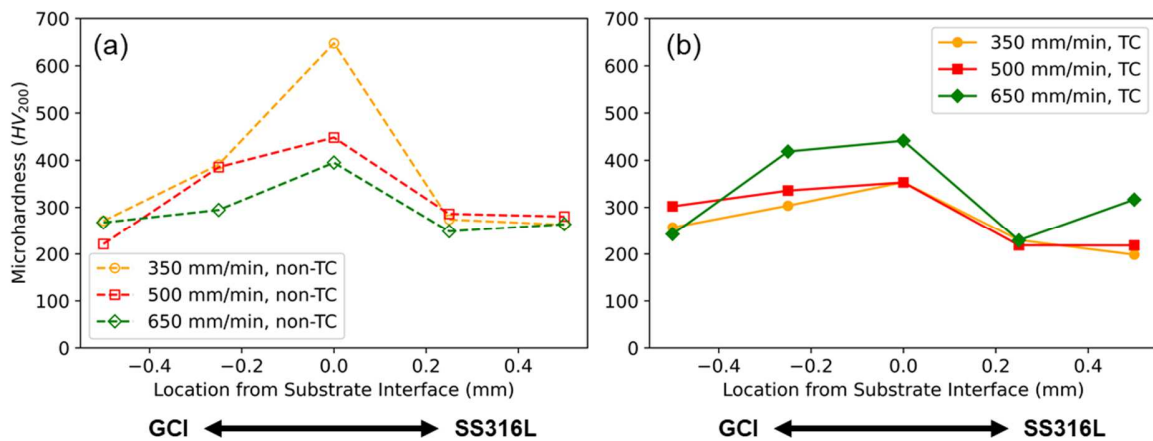 (a)
Microhardness (HV200)
700
600
500
400
300
200
100
0
350 mm/min, non-TC
500 mm/min, non-TC
650 mm/min, non-TC
−0.4
−0.2
0.0
0.2
0.4
Location from Substrate Interface (mm)
GCI
SS316L
(b)
700
600
500
400
300
200
100
0
350 mm/min, TC
500 mm/min, TC
650 mm/min, TC
−0.4
−0.2
0.0
0.2
0.4
Location from Substrate Interface (mm)
GCI
SS316L